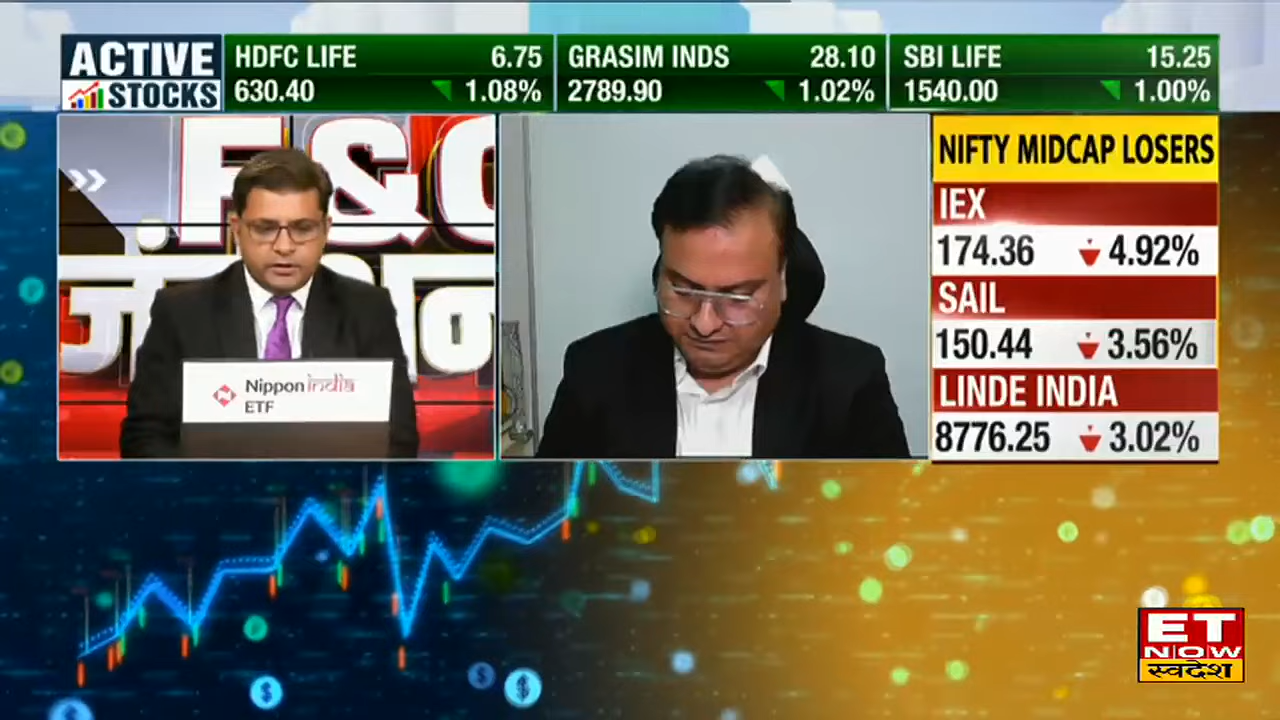 ACTIVE
STOCKS
HDFC LIFE 6.75
630.40 1.08%
GRASIM INDS 28.10
2789.90 1.02%
SBI LIFE 15.25
1540.00 1.00%
F&O
Nippon india
ETF
NIFTY MIDCAP LOSERS
IEX
174.36 4.92%
SAIL
150.44 3.56%
LINDE INDIA
8776.25 3.02%
ET
NOW
स्वदेश